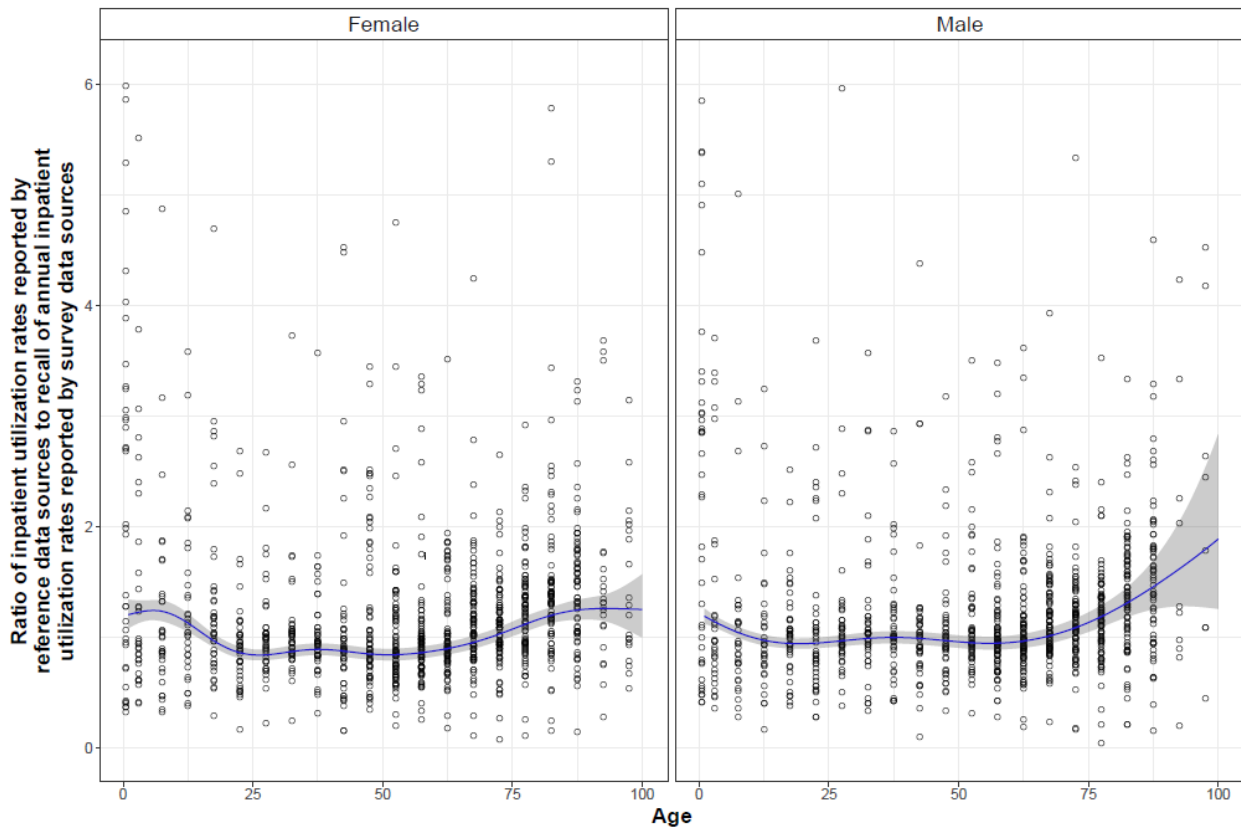 Female
Male
Ratio of inpatient utilization rates reported by
reference data sources to recall of annual inpatient
utilization rates reported by survey data sources
6
4
2
0
0
25
50
75
100
0
25
50
75
100
Age